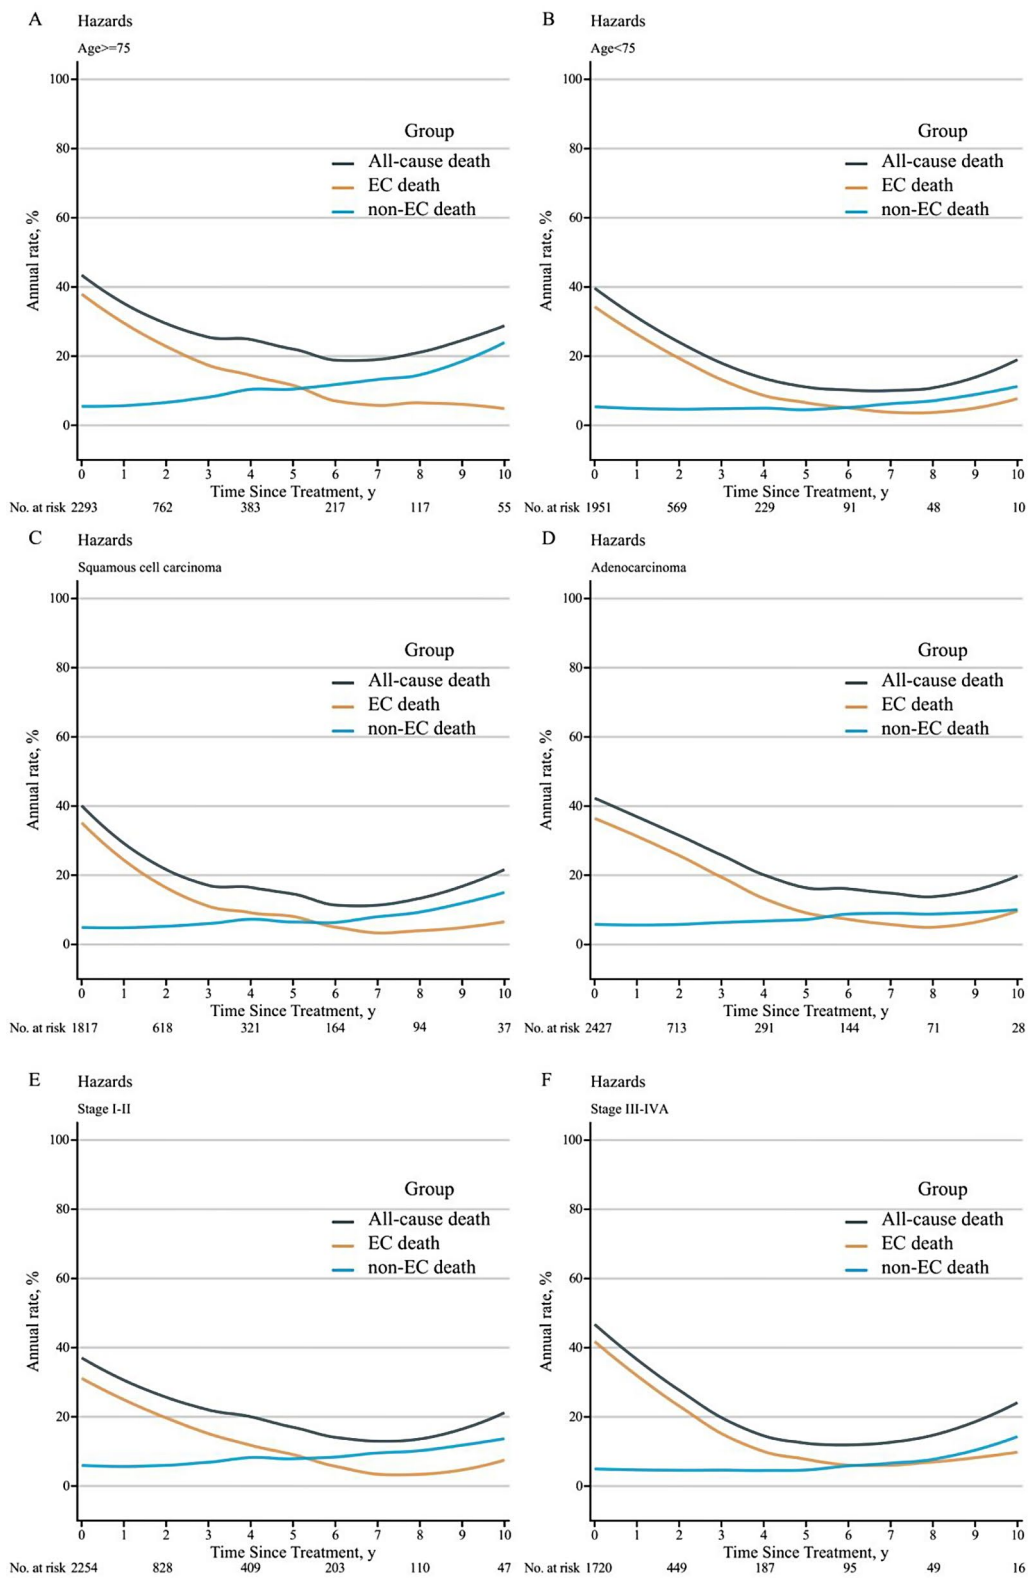 A Hazards
Age>=75
100
80
60
40
20
0
Annual rate, %
Group
All-cause death
EC death
non-EC death
0 1 2 3 4 5 6 7 8 9 10
Time Since Treatment, y
No. at risk 2293 762 383 217 117 55
B Hazards
Age<75
100
80
60
40
20
0
Annual rate, %
Group
All-cause death
EC death
non-EC death
0 1 2 3 4 5 6 7 8 9 10
Time Since Treatment, y
No. at risk 1951 569 229 91 48 10
C Hazards
Squamous cell carcinoma
100
80
60
40
20
0
Annual rate, %
Group
All-cause death
EC death
non-EC death
0 1 2 3 4 5 6 7 8 9 10
Time Since Treatment, y
No. at risk 1817 618 321 164 94 37
D Hazards
Adenocarcinoma
100
80
60
40
20
0
Annual rate, %
Group
All-cause death
EC death
non-EC death
0 1 2 3 4 5 6 7 8 9 10
Time Since Treatment, y
No. at risk 2427 713 291 144 71 28
E Hazards
Stage I-II
100
80
60
40
20
0
Annual rate, %
Group
All-cause death
EC death
non-EC death
0 1 2 3 4 5 6 7 8 9 10
Time Since Treatment, y
No. at risk 2254 828 409 203 110 47
F Hazards
Stage III-IVA
100
80
60
40
20
0
Annual rate, %
Group
All-cause death
EC death
non-EC death
0 1 2 3 4 5 6 7 8 9 10
Time Since Treatment, y
No. at risk 1720 449 187 95 49 16